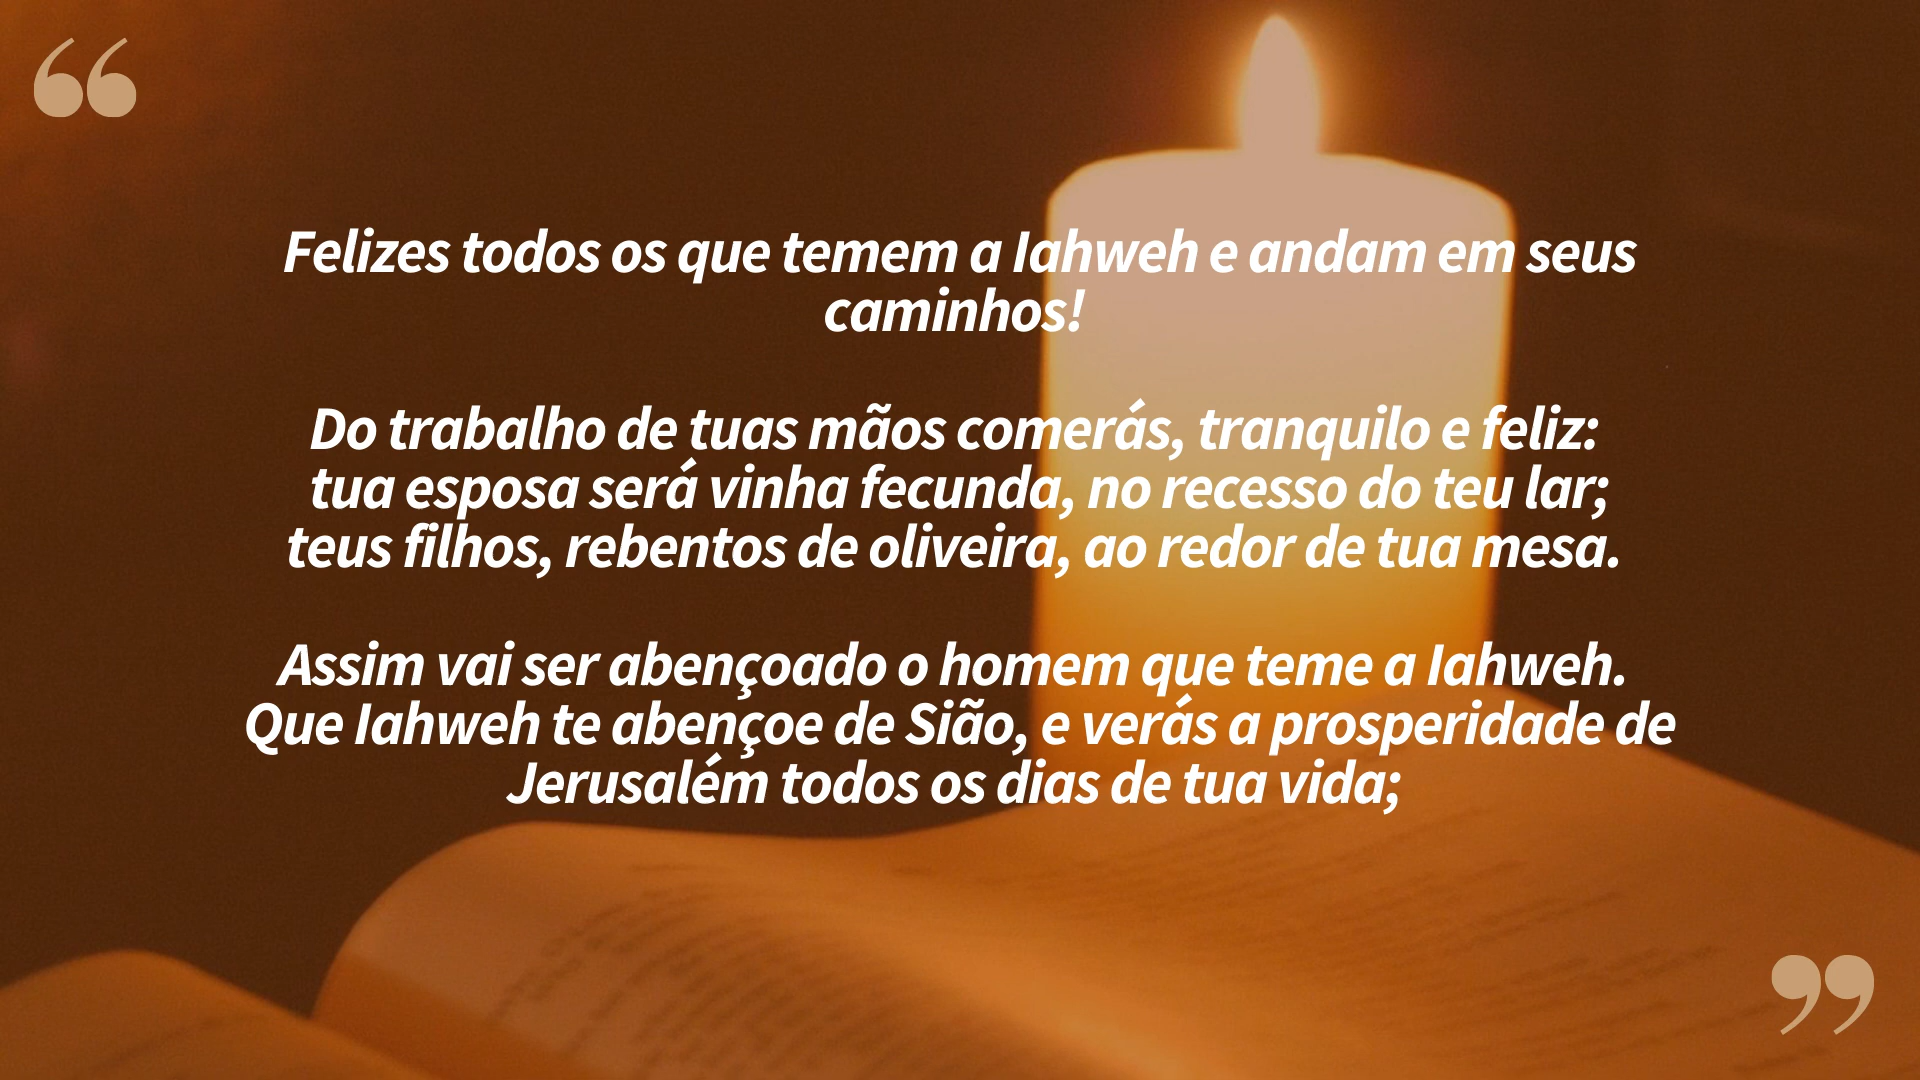 “
Felizes todos os que temem a Iahweh e andam em seus
caminhos!
Do trabalho de tuas mãos comerás, tranquilo e feliz:
tua esposa será vinha fecunda, no recesso do teu lar;
teus filhos, rebentos de oliveira, ao redor de tua mesa.
Assim vai ser abençoado o homem que teme a Iahweh.
Que Iahweh te abençoe de Sião, e verás a prosperidade de
Jerusalém todos os dias de tua vida;
”